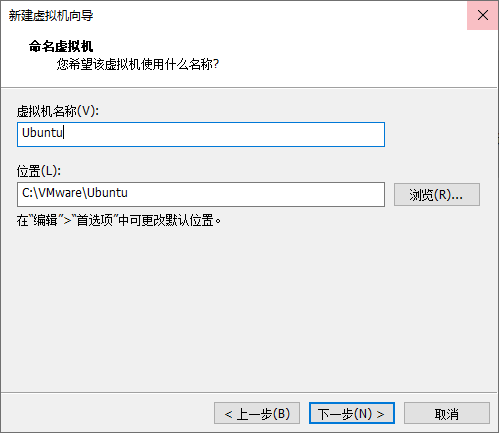 新建虚拟机向导
命名虚拟机
您希望该虚拟机使用什么名称?
虚拟机名称(V):
Ubuntu
位置(L):
C:\VMware\Ubuntu
浏览(R)...
在“编辑”>“首选项”中可更改默认位置。
< 上一步(B)
下一步(N) >
取消